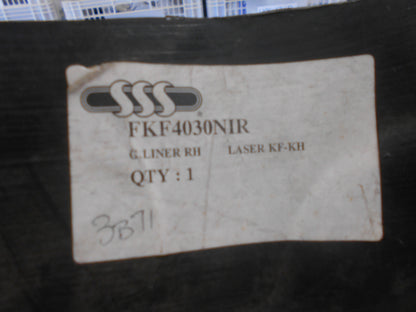 SSS
FKF4030NIR
G.LINER RH LASER KF-KH
QTY : 1
3B71